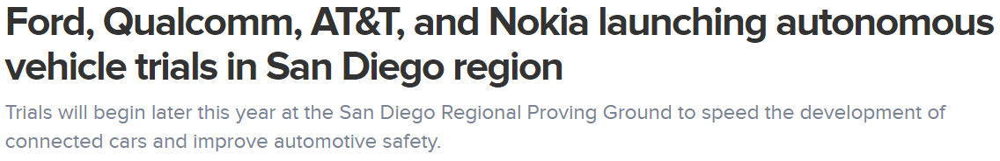 Ford, Qualcomm, AT&T, and Nokia launching autonomous
vehicle trials in San Diego region
Trials will begin later this year at the San Diego Regional Proving Ground to speed the development of
connected cars and improve automotive safety.